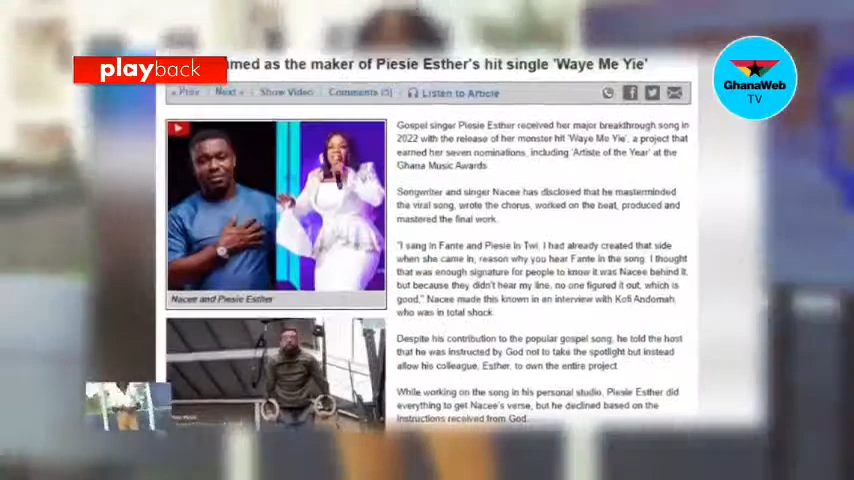 playback
as the maker of Piesie Esther's hit single 'Waye Me Yie'
GhanaWeb
TV
« Prev
Next »
Show Video
Comments (5)
Listen to Article
Gospel singer Piesie Esther received her major breakthrough song in
2022 with the release of her monster hit 'Waye Me Yie', a project that
earned her seven nominations, including 'Artiste of the Year' at the
Ghana Music Awards.
Songwriter and singer Nacee has disclosed that he masterminded
the viral song, wrote the chorus, worked on the beat, produced and
mastered the final work.
"I sang in Fante and Piesie in Twi, I had already created that side
when she came in, reason why you hear Fante in the song. I thought
that was enough signature for people to know it was Nacee behind it,
but because they didn't hear my line, no one figured it out, which is
good," Nacee made this known in an interview with Kofi Andomah,
who was in total shock.
Despite his contribution to the popular gospel song, he told the host
that he was instructed by God not to take the spotlight but instead
allow his colleague, Esther, to own the entire project.
While working on the song in his personal studio, Piesie Esther did
everything to get Nacee's verse, but he declined based on the
instructions received from God.
Nacee and Piesie Esther